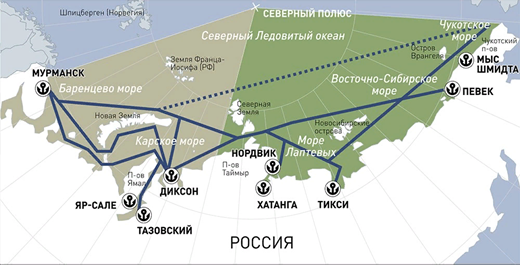 Шпицберген (Норвегия)
СЕВЕРНЫЙ ПОЛЮС
Северный Ледовитый океан
Чукотское
море
Чукотский
п-ов
Остров
Врангеля
МЫС
ШМИДТА
Земля Франца-
Иосифа (РФ)
МУРМАНСК
Баренцево море
Восточно-Сибирское
море
ПЕВЕК
Новая Земля
Северная
Земля
Новосибирские
острова
Карское море
Море
Лаптевых
НОРДВИК
П-ов
Таймыр
П-ов
Ямал
ДИКСОН
ЯР-САЛЕ
ТАЗОВСКИЙ
ХАТАНГА
ТИКСИ
РОССИЯ